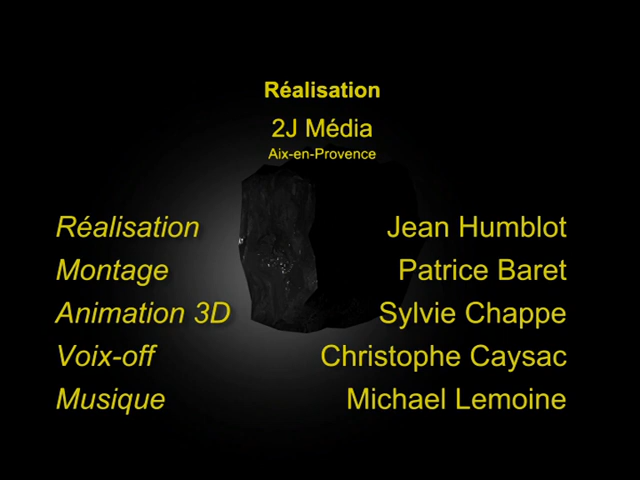 Réalisation
2J Média
Aix-en-Provence
Réalisation Jean Humblot
Montage Patrice Baret
Animation 3D Sylvie Chappe
Voix-off Christophe Caysac
Musique Michael Lemoine